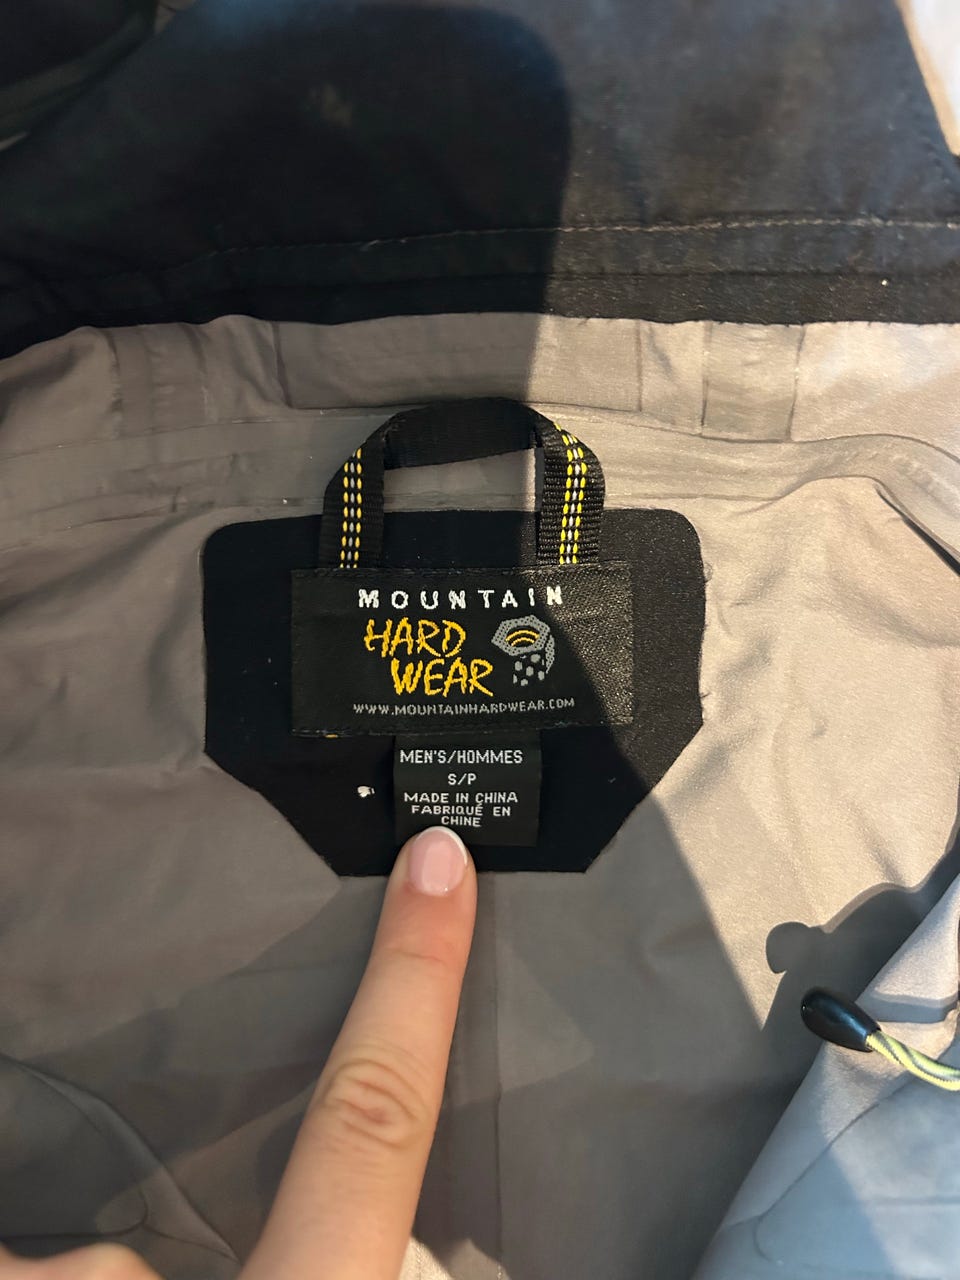 MOUNTAIN
HARD
WEAR
WWW.MOUNTAINHARDWEAR.COM
MEN'S/HOMMES
S/P
MADE IN CHINA
FABRIQUÉ EN
CHINE